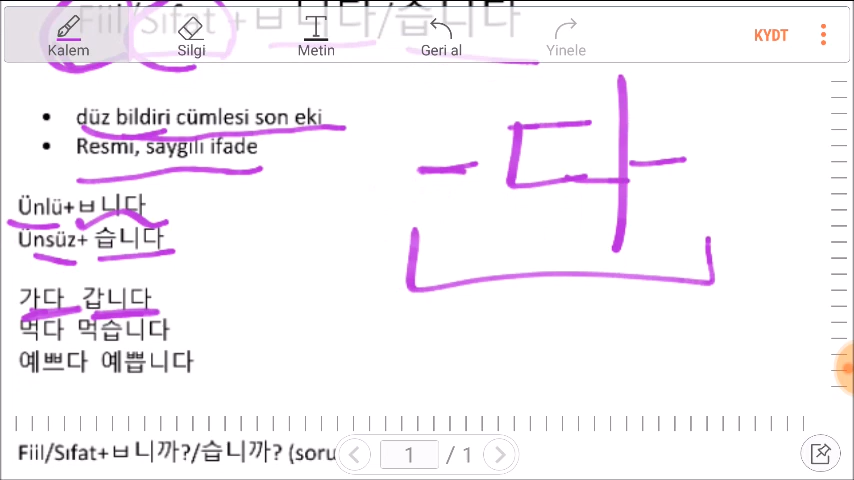 Fiil/Sıfat +ㅂ니다/습니다
Kalem Silgi Metin Geri al Yinele KYDT
• düz bildiri cümlesi son eki
• Resmi, saygılı ifade
- 다 -
Ünlü+ㅂ니다
Ünsüz+ 습니다
가다 갑니다
먹다 먹습니다
예쁘다 예쁩니다
Fiil/Sıfat+ㅂ니까?/습니까? (soru
1 / 1